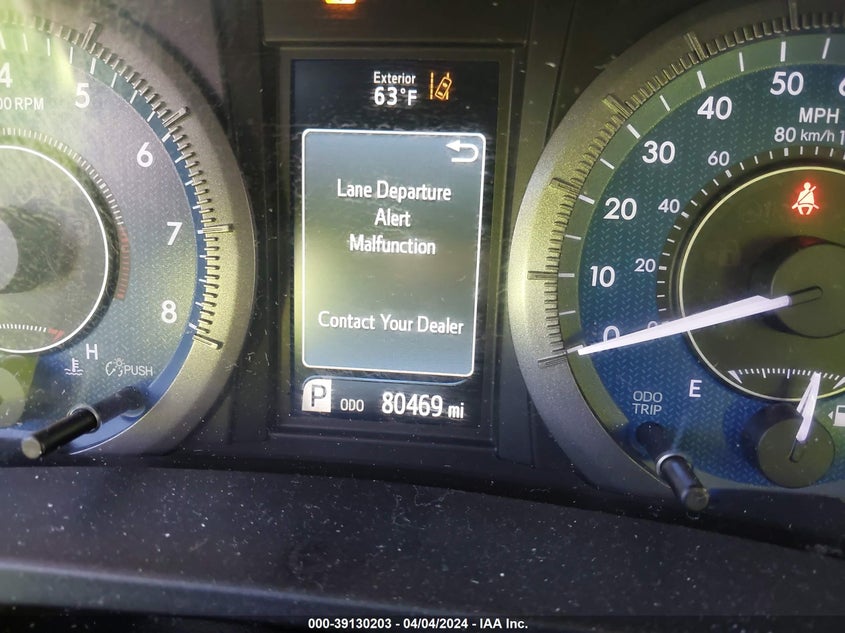 4
5
6
7
8
00 RPM
H
PUSH
Exterior
63°F
Lane Departure
Alert
Malfunction
Contact Your Dealer
P ODO 80469 mi
50
40
30
20
10
0
MPH
80 km/h
60
40
20
E
ODO
TRIP
000-39130203 - 04/04/2024 - IAA Inc.